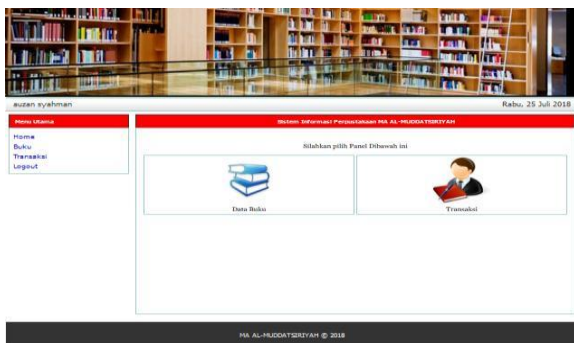 auzan syahman
Rabu, 25 Juli 2018
Menu Utama
Home
Buku
Transaksi
Logout
Sistem Informasi Perpustakaan MA AL-MUDDATSIRIYAH
Silahkan pilih Panel Dibawah ini
Data Buku
Transaksi
MA AL-MUDDATSIRIYAH @ 2018